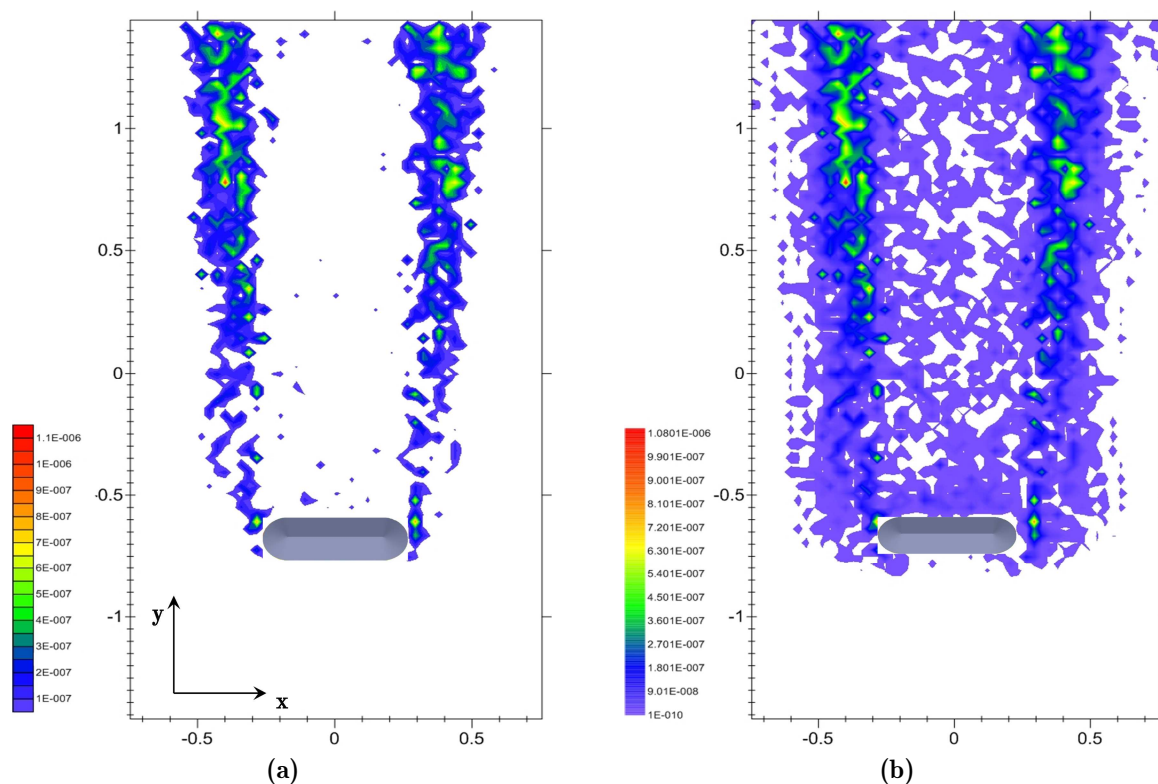 1
0.5
0
-0.5
-1
-0.5
0
0.5
1.1E-006
1E-006
9E-007
8E-007
7E-007
6E-007
5E-007
4E-007
3E-007
2E-007
1E-007
y
x
(a)
1
0.5
0
-0.5
-1
-0.5
0
0.5
1.0801E-006
9.901E-007
9.001E-007
8.101E-007
7.201E-007
6.301E-007
5.401E-007
4.501E-007
3.601E-007
2.701E-007
1.801E-007
9.01E-008
1E-010
(b)